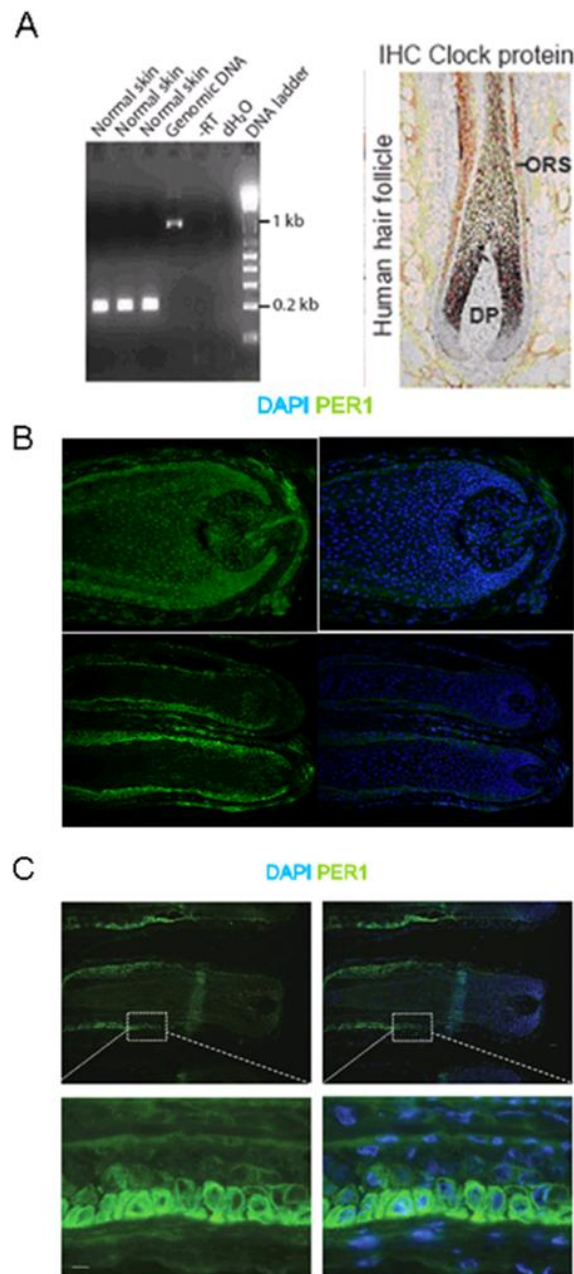 A
Normal skin
Normal skin
Normal skin
Genomic DNA
-RT
dH₂O
DNA ladder
1 kb
0.2 kb
IHC Clock protein
Human hair follicle
ORS
DP
DAPI PER1
B
C
DAPI PER1